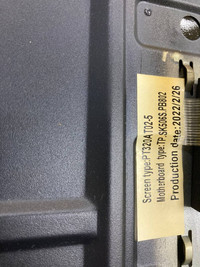 Screen type:PT320AT02-5
Motherboard type:TP.SK506S.PB802
Production date:2022/2/26